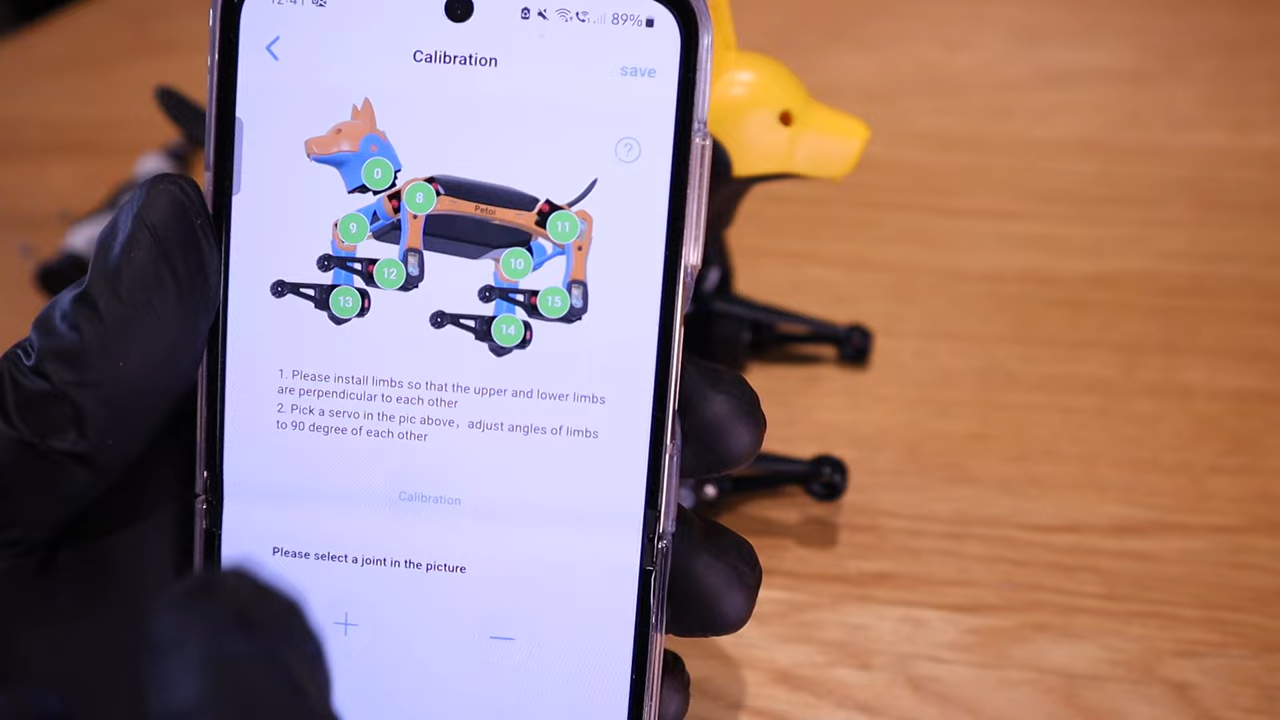 12:41
89%
Calibration
save
?
0
8
Petoi
9
11
10
12
13
15
14
1. Please install limbs so that the upper and lower limbs
are perpendicular to each other
2. Pick a servo in the pic above, adjust angles of limbs
to 90 degree of each other
Calibration
Please select a joint in the picture
+
—